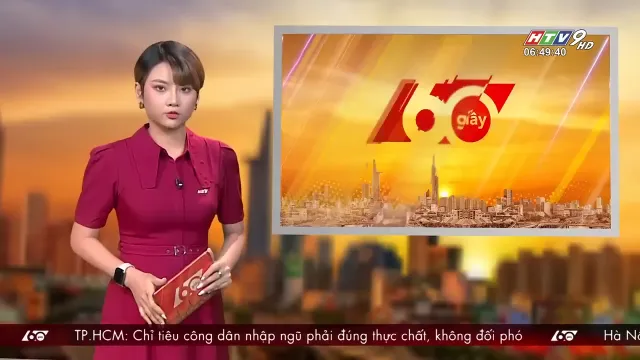 HTV9 HD
06:49:40
60 giây
60 TP.HCM: Chỉ tiêu công dân nhập ngũ phải đúng thực chất, không đối phó 60 Hà N